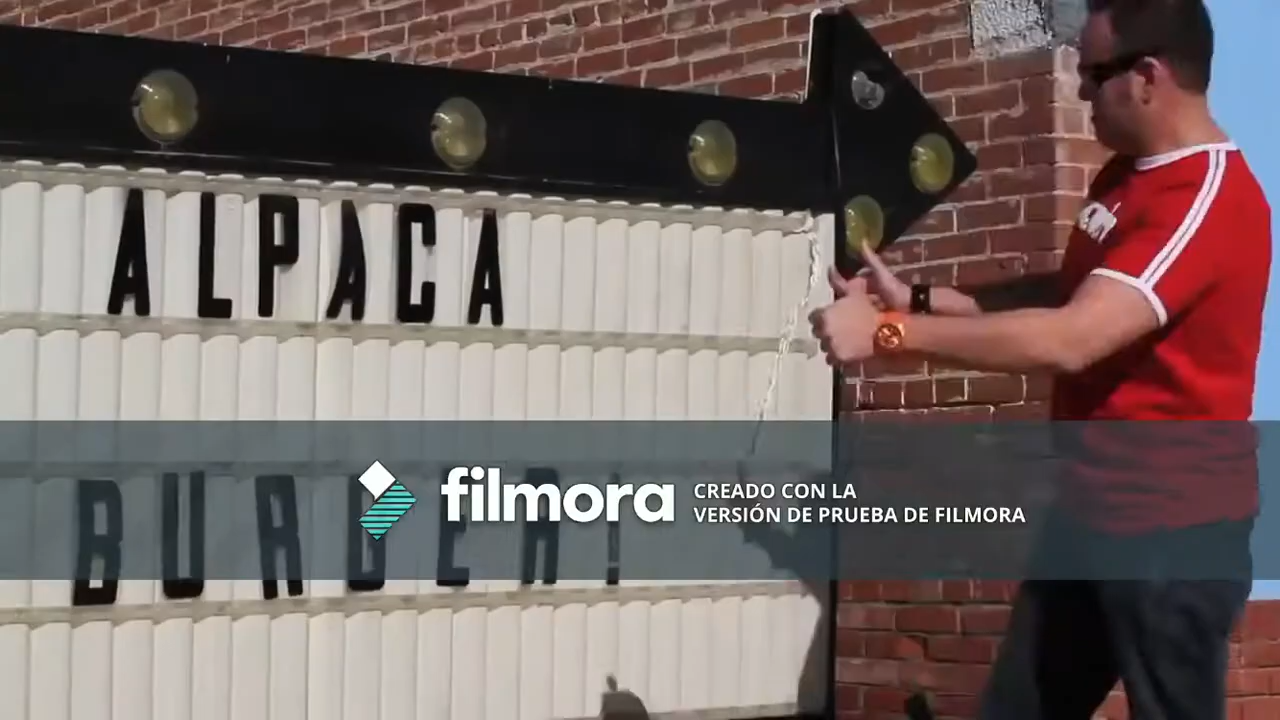 ALPACA
BURGER!
filmora
CREADO CON LA
VERSIÓN DE PRUEBA DE FILMORA